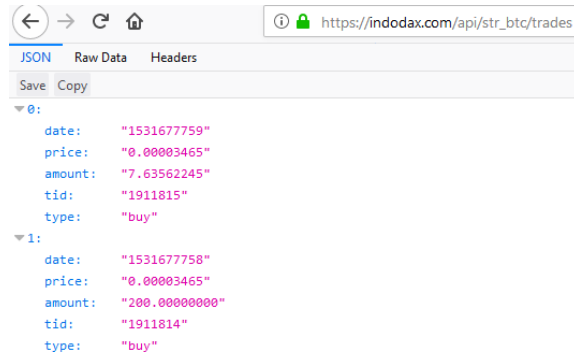 https://indodax.com/api/str_btc/trades
JSON Raw Data Headers
Save Copy
0:
date: "1531677759"
price: "0.00003465"
amount: "7.63562245"
tid: "1911815"
type: "buy"
1:
date: "1531677758"
price: "0.00003465"
amount: "200.00000000"
tid: "1911814"
type: "buy"